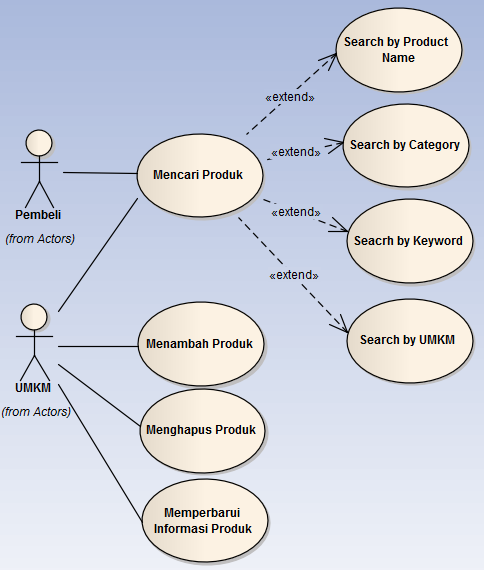 Search by Product
Name
«extend»
Search by Category
«extend»
Mencari Produk
Pembeli
(from Actors)
«extend»
Seacrh by Keyword
«extend»
Search by UMKM
Menambah Produk
UMKM
(from Actors)
Menghapus Produk
Memperbarui
Informasi Produk